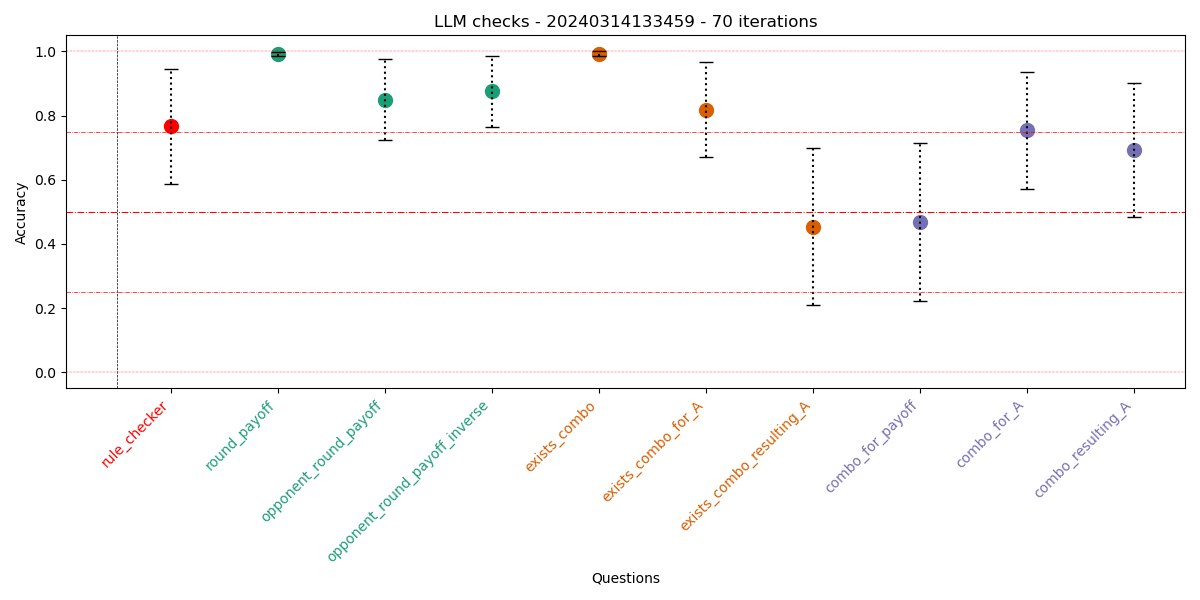 LLM checks - 20240314133459 - 70 iterations
Accuracy
1.0
0.8
0.6
0.4
0.2
0.0
rule_checker
round_payoff
opponent_round_payoff
opponent_round_payoff_inverse
exists_combo
exists_combo_for_A
exists_combo_resulting_A
combo_for_payoff
combo_for_A
combo_resulting_A
Questions